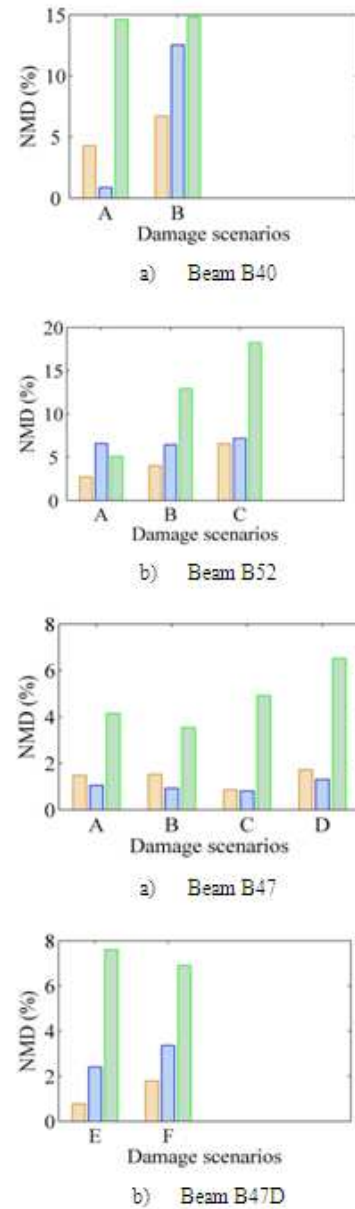 15
10
5
0
NMD (%)
A B
Damage scenarios
a) Beam B40
20
15
10
5
0
NMD (%)
A B C
Damage scenarios
b) Beam B52
8
6
4
2
0
NMD (%)
A B C D
Damage scenarios
a) Beam B47
8
6
4
2
0
NMD (%)
E F
Damage scenarios
b) Beam B47D